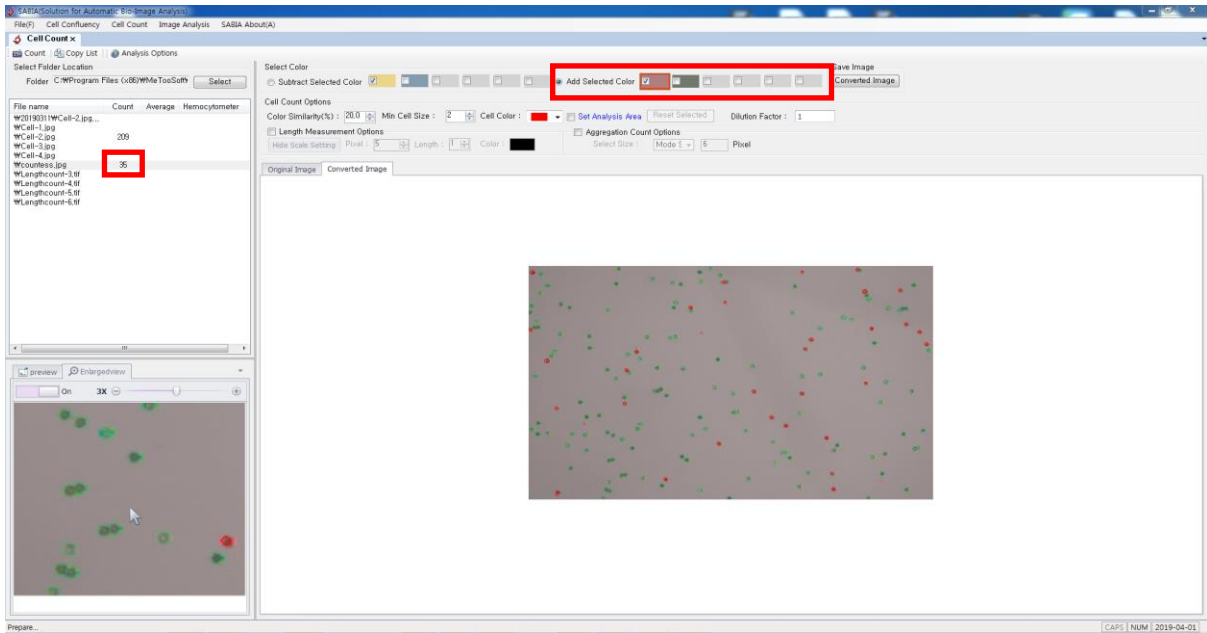 SABIA(Solution for Automatic Bio-Image Analysis)
File(F) Cell Confluency Cell Count Image Analysis SABIA About(A)
Cell Count x
Count Copy List Analysis Options
Select Folder Location
Folder C:₩Program Files (x86)₩MeTooSoft₩ Select
File name Count Average Hemocytometer
₩20190311₩Cell-2.jpg...
₩Cell-1.jpg
₩Cell-2.jpg 209
₩Cell-3.jpg
₩Cell-4.jpg
₩countess.jpg 35
₩Lengthcount-3.tif
₩Lengthcount-4.tif
₩Lengthcount-5.tif
₩Lengthcount-6.tif
preview Enlargedview
On 3X
Select Color
Subtract Selected Color Add Selected Color
Save Image
Converted Image
Cell Count Options
Color Similarity(%) : 20.0 Min Cell Size : 2 Cell Color : Set Analysis Area Reset Selected Dilution Factor : 1
Length Measurement Options Aggregation Count Options
Hide Scale Setting Pixel : 5 Length : 1 Color : Select Size : Mode 6 Pixel
Original Image Converted Image
Prepare... CAPS NUM 2019-04-01